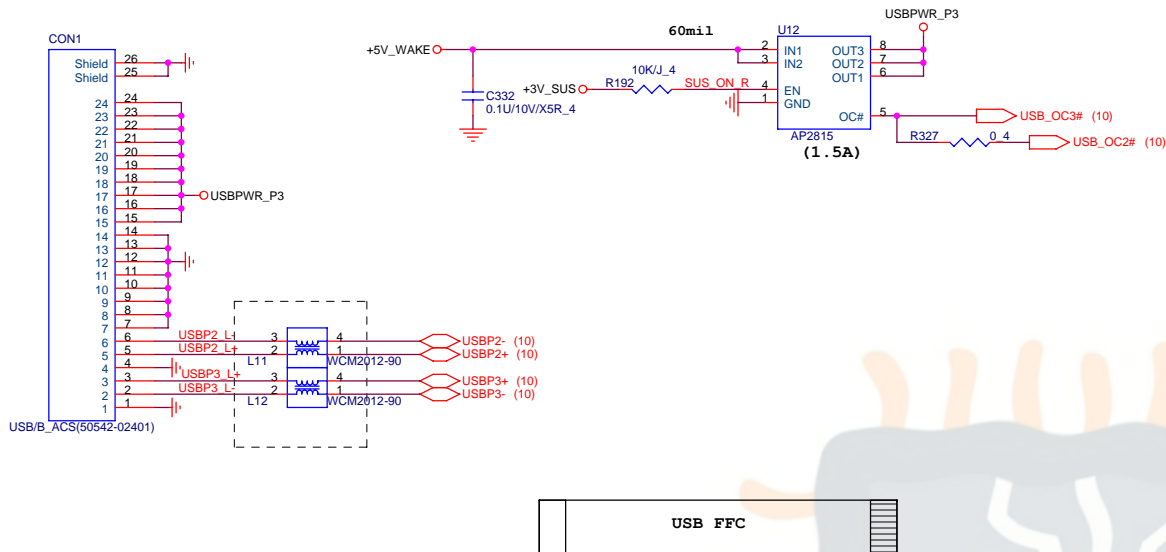 USBPWR_P3
CON1
60mil
U12
+5V_WAKE
2 IN1 OUT3 8
3 IN2 OUT2 7
OUT1 6
Shield 26
Shield 25
10K/J_4
+3V_SUS R192 SUS_ON_R 4 EN
1 GND
C332
0.1U/10V/X5R_4
OC# 5 USB_OC3# (10)
AP2815
(1.5A)
R327 0_4 USB_OC2# (10)
24 24
23 23
22 22
21 21
20 20
19 19
18 18
17 17 USBPWR_P3
16 16
15 15
14 14
13 13
12 12
11 11
10 10
9 9
8 8
7 7
6 6 USBP2_L- 3 4 USBP2- (10)
5 5 USBP2_L+ 2 1 USBP2+ (10)
L11 WCM2012-90
4 4
3 3 USBP3_L+ 3 4 USBP3+ (10)
2 2 USBP3_L- 2 1 USBP3- (10)
L12 WCM2012-90
1 1
USB/B_ACS(50542-02401)
USB FFC